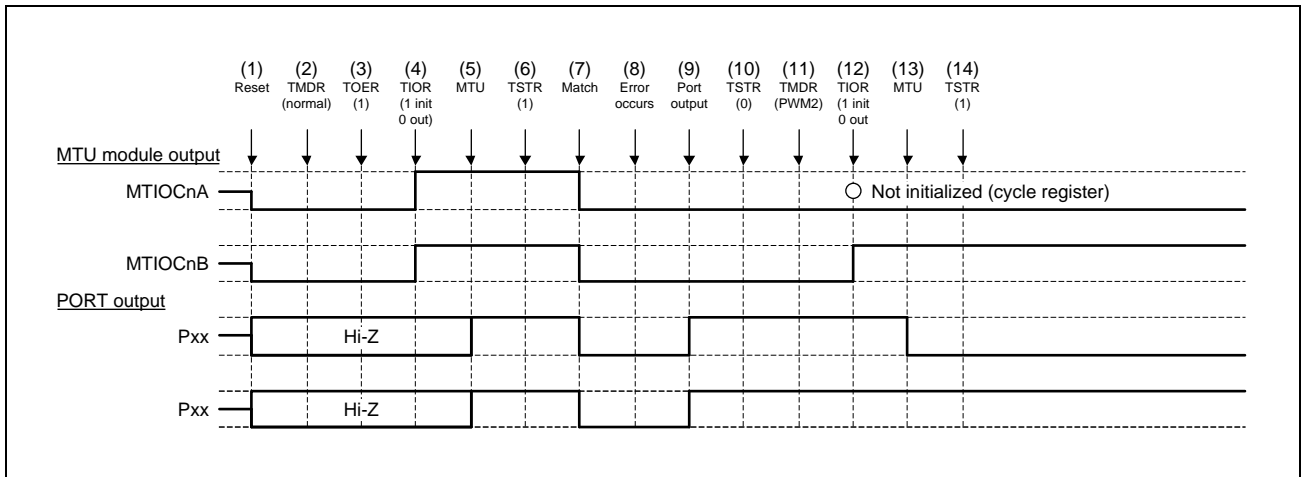 (1) (2) (3) (4) (5) (6) (7) (8) (9) (10) (11) (12) (13) (14)
Reset TMDR TOER TIOR MTU TSTR Match Error Port TSTR TMDR TIOR MTU TSTR
(normal) (1) (1 init (1) occurs output (0) (PWM2) (1 init (1)
0 out) 0 out
MTU module output
MTIOCnA Not initialized (cycle register)
MTIOCnB
PORT output
Pxx Hi-Z
Pxx Hi-Z